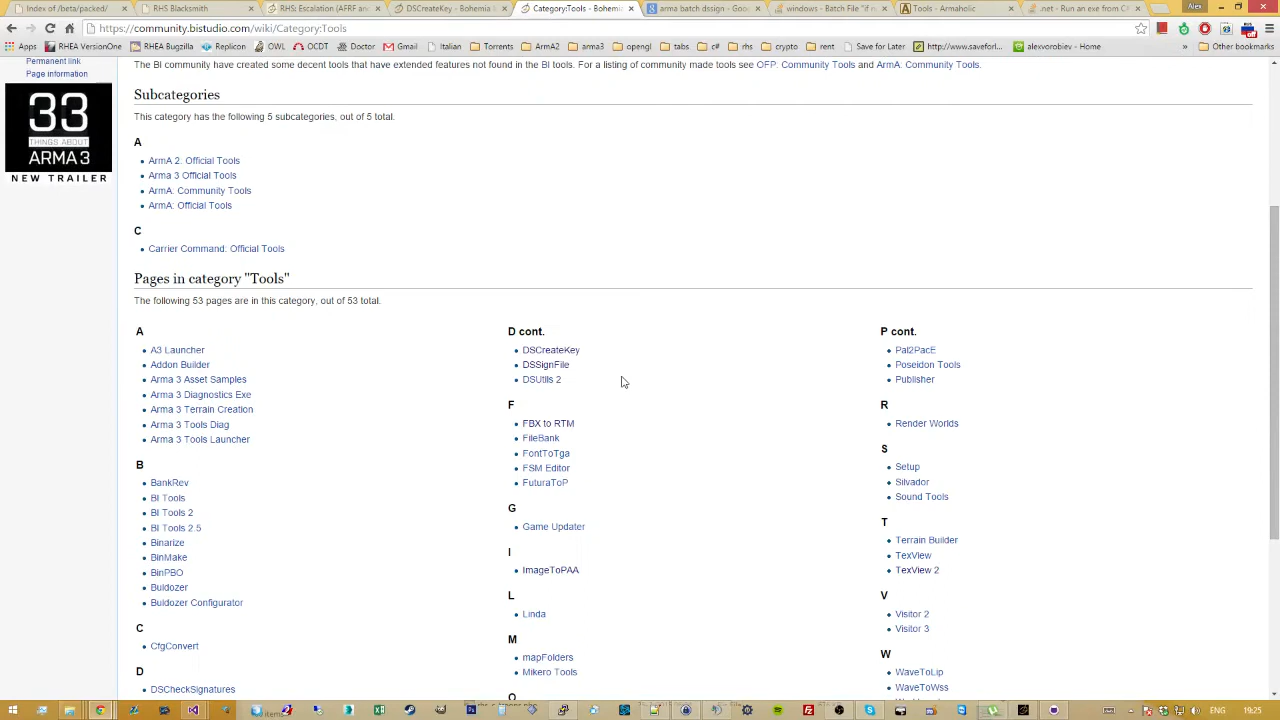 Index of /beta/packed/
RHS Blacksmith
RHS: Escalation (AFRF and
DSCreateKey - Bohemia
Category:Tools - Bohemia
arma batch dssign - Goog
windows - Batch File "if n
Tools - Armaholic
.net - Run an exe from C#
Alex
https://community.bistudio.com/wiki/Category:Tools
Apps RHEA VersionOne RHEA Bugzilla Replicon OWL OCDT Doctor Gmail Italian Torrents ArmA2 arma3 opengl tabs c# rhs crypto rent Save for Later http://www.savefor alexvorobiev - Home » Other bookmarks
Permanent link
Page information
33
THINGS ABOUT
ARMA 3
NEW TRAILER
The BI community have created some decent tools that have extended features not found in the BI tools. For a listing of community made tools see OFP: Community Tools and ArmA: Community Tools.
Subcategories
This category has the following 5 subcategories, out of 5 total.
A
ArmA 2: Official Tools
Arma 3 Official Tools
ArmA: Community Tools
ArmA: Official Tools
C
Carrier Command: Official Tools
Pages in category "Tools"
The following 53 pages are in this category, out of 53 total.
A
A3 Launcher
Addon Builder
Arma 3 Asset Samples
Arma 3 Diagnostics Exe
Arma 3 Terrain Creation
Arma 3 Tools Diag
Arma 3 Tools Launcher
B
BankRev
BI Tools
BI Tools 2
BI Tools 2.5
Binarize
BinMake
BinPBO
Buldozer
Buldozer Configurator
C
CfgConvert
D
DSCheckSignatures
D cont.
DSCreateKey
DSSignFile
DSUtils 2
F
FBX to RTM
FileBank
FontToTga
FSM Editor
FuturaToP
G
Game Updater
I
ImageToPAA
L
Linda
M
mapFolders
Mikero Tools
O
P cont.
Pal2PacE
Poseidon Tools
Publisher
R
Render Worlds
S
Setup
Silvador
Sound Tools
T
Terrain Builder
TexView
TexView 2
V
Visitor 2
Visitor 3
W
WaveToLip
WaveToWss
ENG 19:25